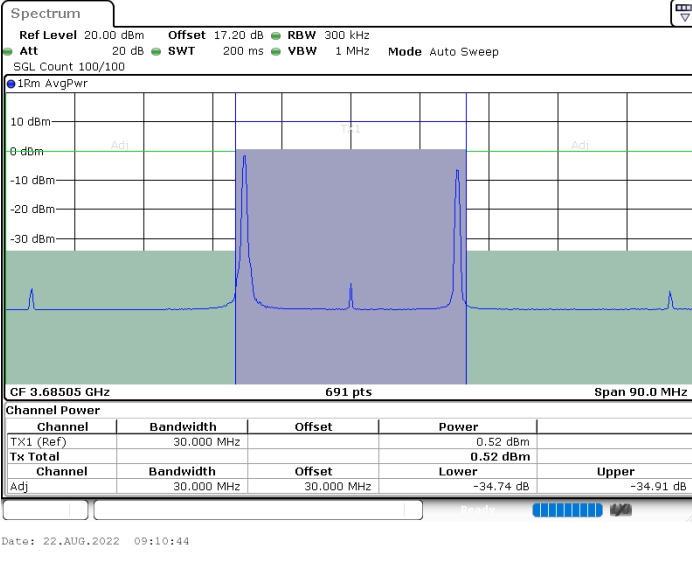 Spectrum
Ref Level 20.00 dBm Offset 17.20 dB RBW 300 kHz
Att 20 dB SWT 200 ms VBW 1 MHz Mode Auto Sweep
SGL Count 100/100
1Rm AvgPwr
10 dBm
TX1
Adj 0 dBm Adj
-10 dBm
-20 dBm
-30 dBm
CF 3.68505 GHz 691 pts Span 90.0 MHz
Channel Power
Channel Bandwidth Offset Power
TX1 (Ref) 30.000 MHz 0.52 dBm
Tx Total 0.52 dBm
Channel Bandwidth Offset Lower Upper
Adj 30.000 MHz 30.000 MHz -34.74 dB -34.91 dB
Ready
Date: 22.AUG.2022 09:10:44